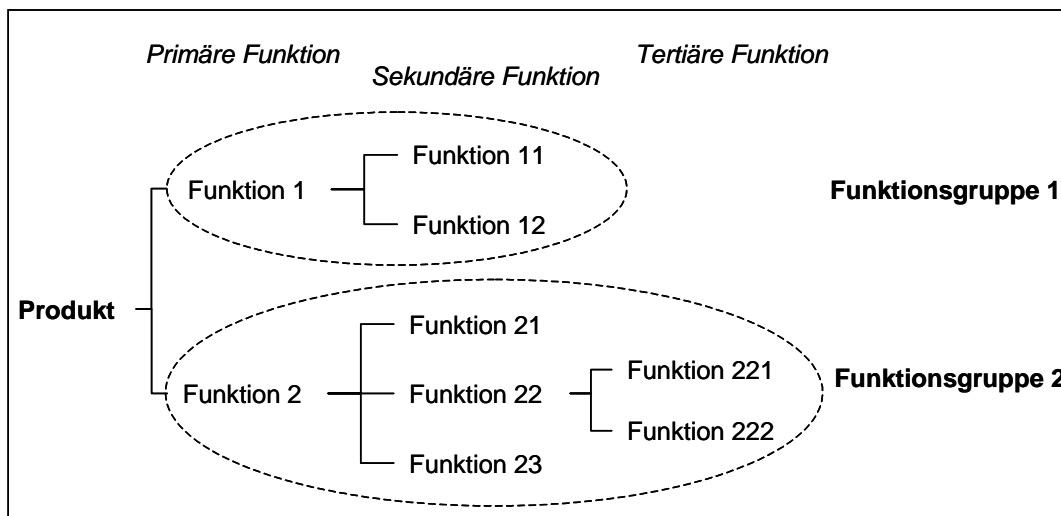 Primäre Funktion
Sekundäre Funktion
Tertiäre Funktion
Funktion 11
Funktion 1
Funktionsgruppe 1
Funktion 12
Produkt
Funktion 21
Funktion 221
Funktion 2
Funktion 22
Funktionsgruppe 2
Funktion 222
Funktion 23